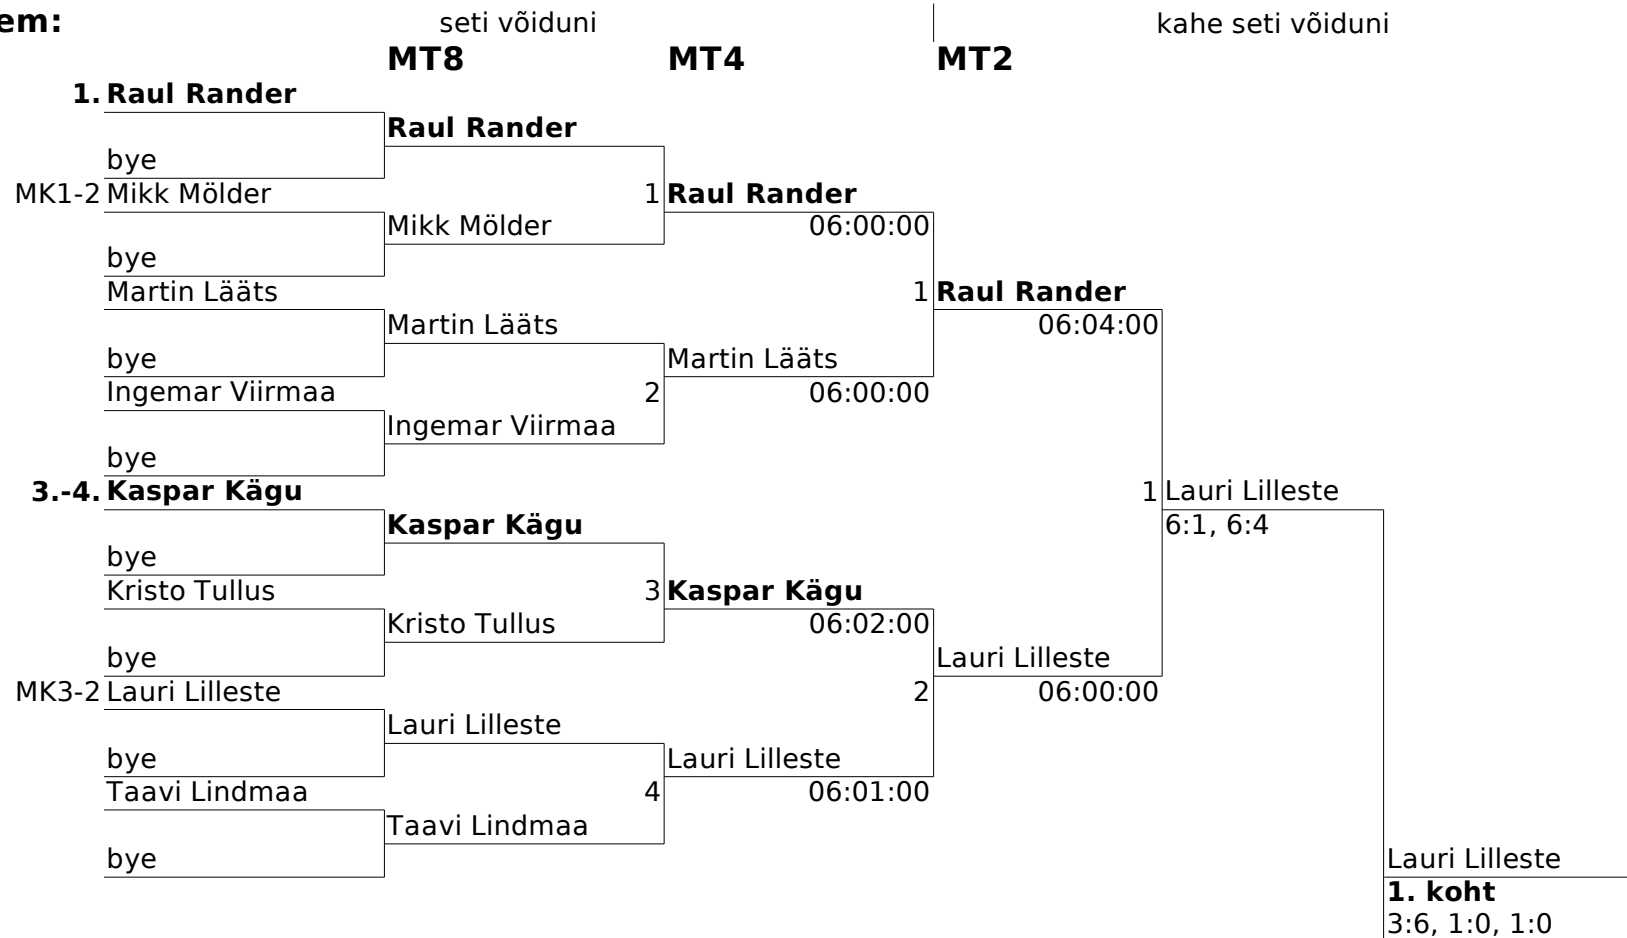 em: seti võiduni kahe seti võiduni
MT8 MT4 MT2
1. Raul Rander
Raul Rander
bye
MK1-2 Mikk Mölder 1 Raul Rander
Mikk Mölder 06:00:00
bye
Martin Lääts 1 Raul Rander
Martin Lääts 06:04:00
bye Martin Lääts
Ingemar Viirmaa 2 06:00:00
Ingemar Viirmaa
bye
3.-4. Kaspar Kägu 1 Lauri Lilleste
Kaspar Kägu 6:1, 6:4
bye
Kristo Tullus 3 Kaspar Kägu
Kristo Tullus 06:02:00
bye Lauri Lilleste
MK3-2 Lauri Lilleste 2 06:00:00
Lauri Lilleste
bye Lauri Lilleste
Taavi Lindmaa 4 06:01:00
Taavi Lindmaa
bye Lauri Lilleste
1. koht
3:6, 1:0, 1:0